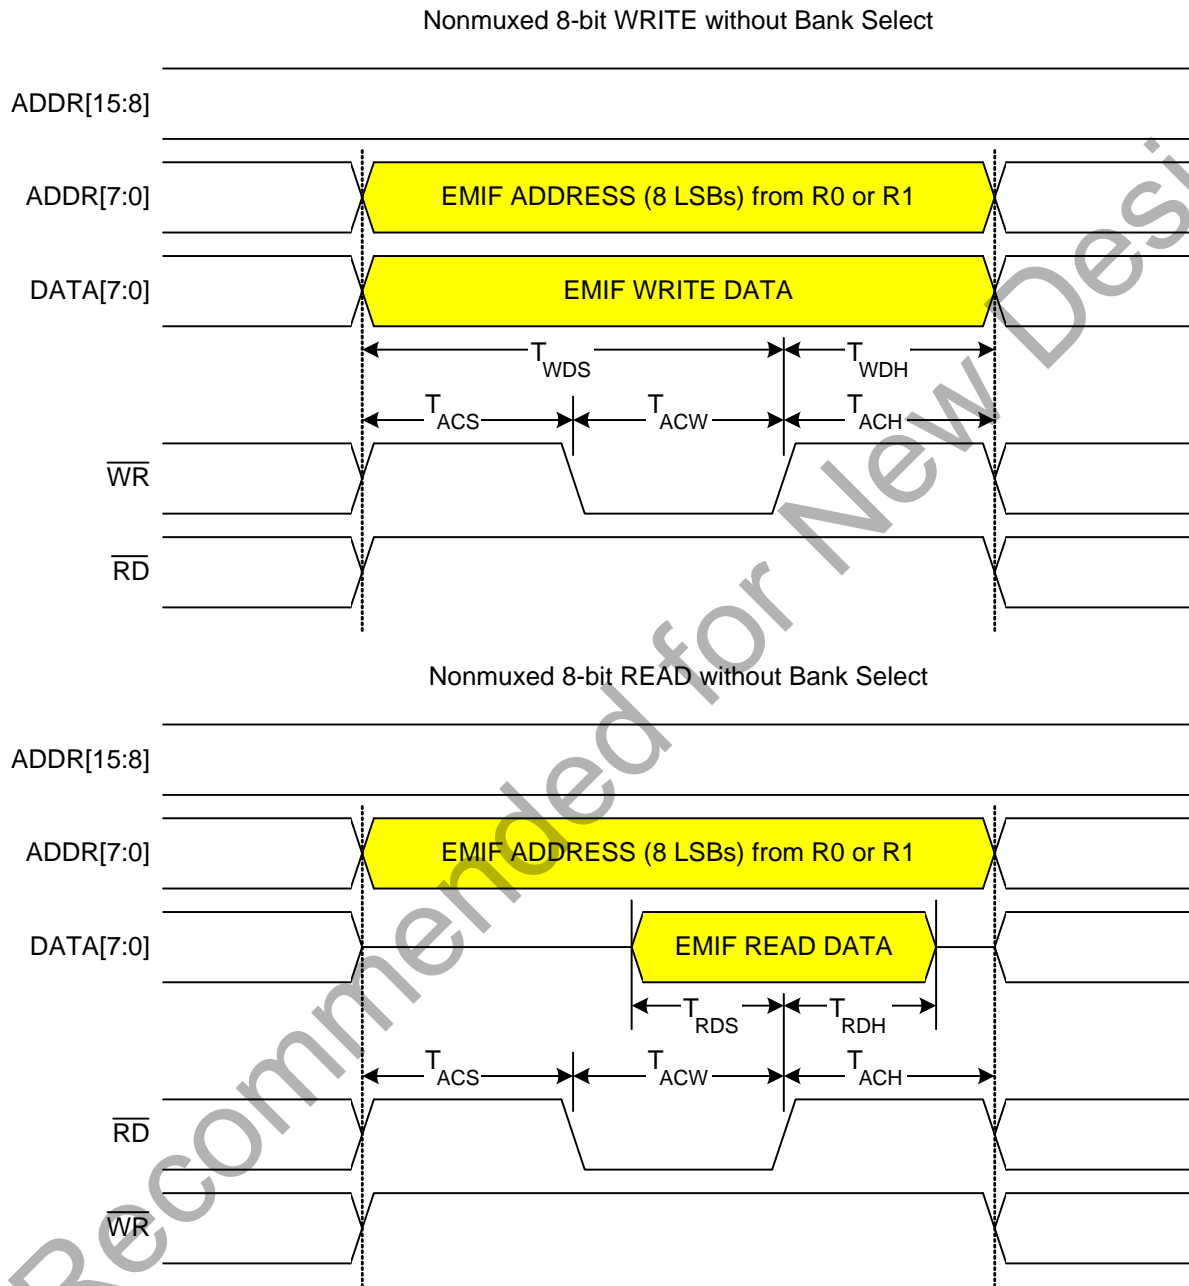 Nonmuxed 8-bit WRITE without Bank Select
ADDR[15:8]
ADDR[7:0]
EMIF ADDRESS (8 LSBs) from R0 or R1
DATA[7:0]
EMIF WRITE DATA
TWDS
TWDH
TACS
TACW
TACH
WR
RD
Nonmuxed 8-bit READ without Bank Select
ADDR[15:8]
ADDR[7:0]
EMIF ADDRESS (8 LSBs) from R0 or R1
DATA[7:0]
EMIF READ DATA
TRDS
TRDH
TACS
TACW
TACH
RD
WR
Recommended for New Desi